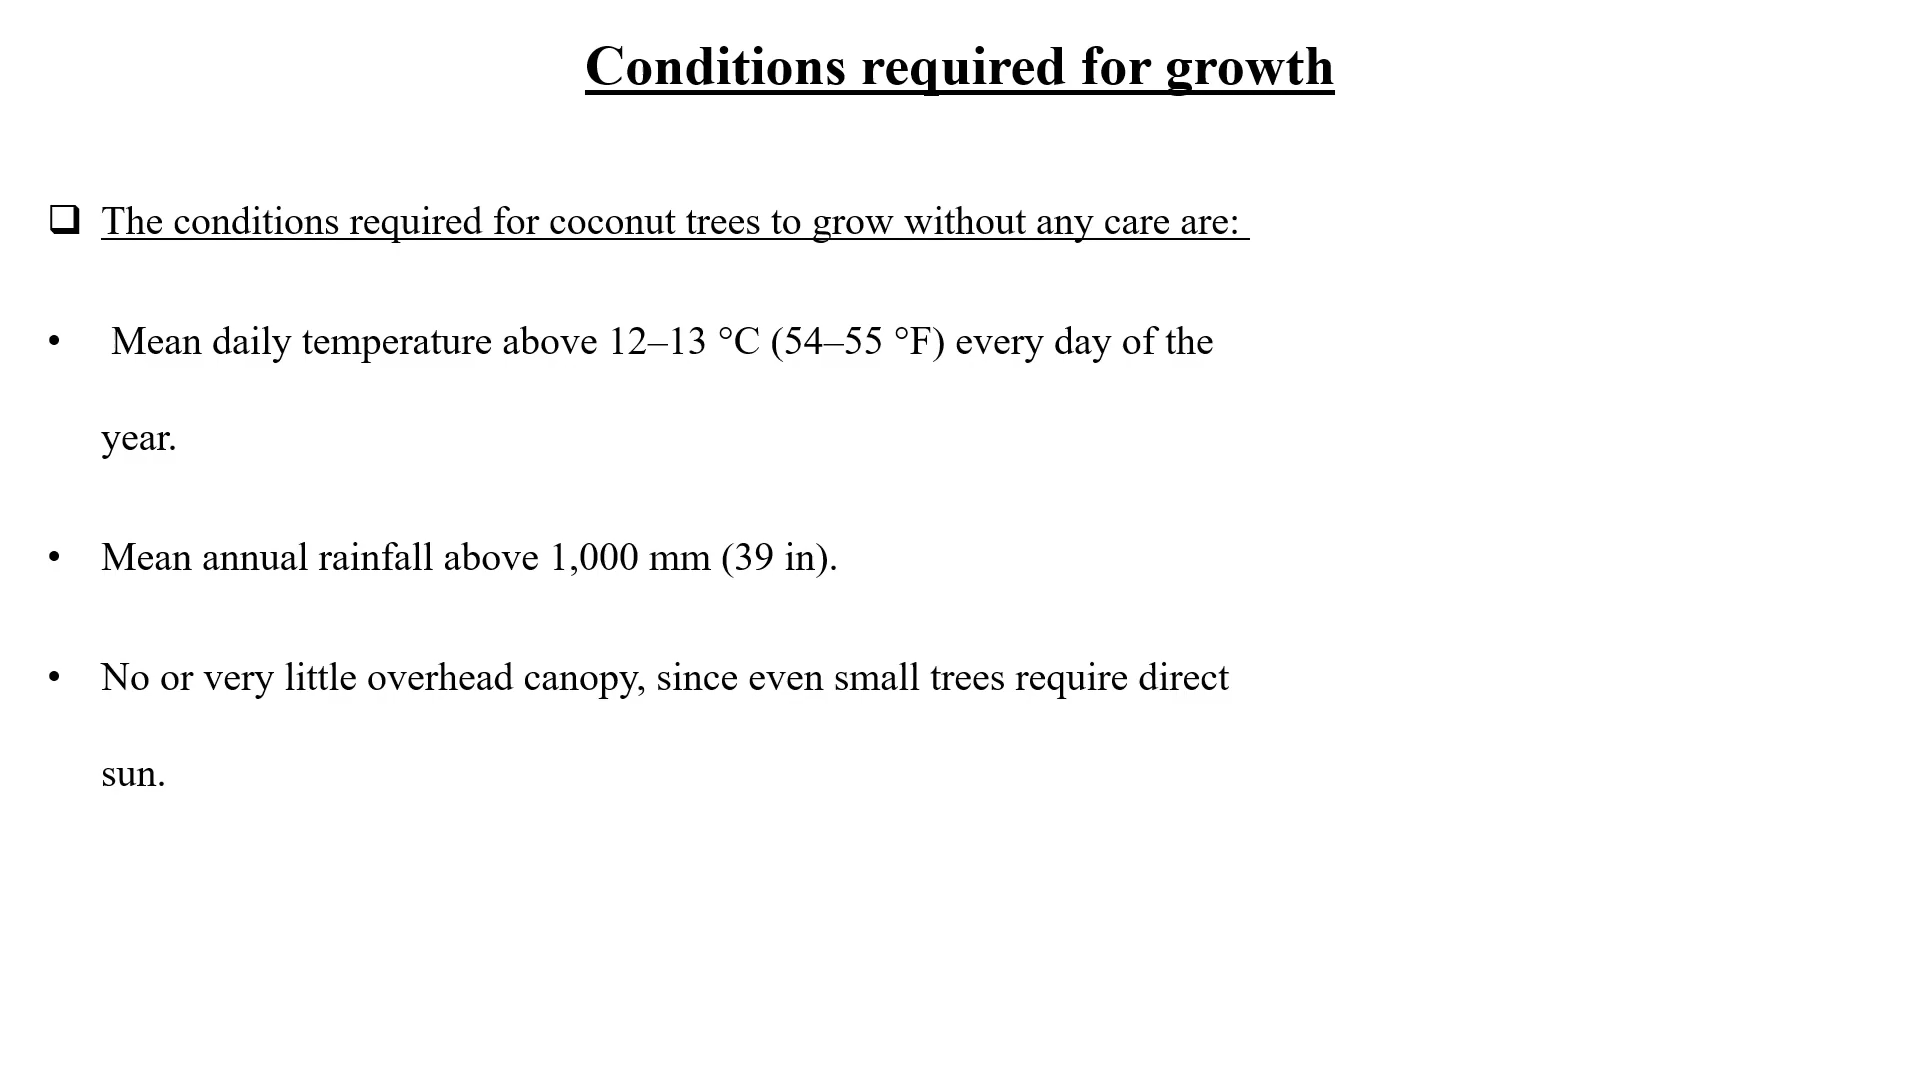 Conditions required for growth
❑ The conditions required for coconut trees to grow without any care are:
• Mean daily temperature above 12–13 °C (54–55 °F) every day of the
year.
• Mean annual rainfall above 1,000 mm (39 in).
• No or very little overhead canopy, since even small trees require direct
sun.